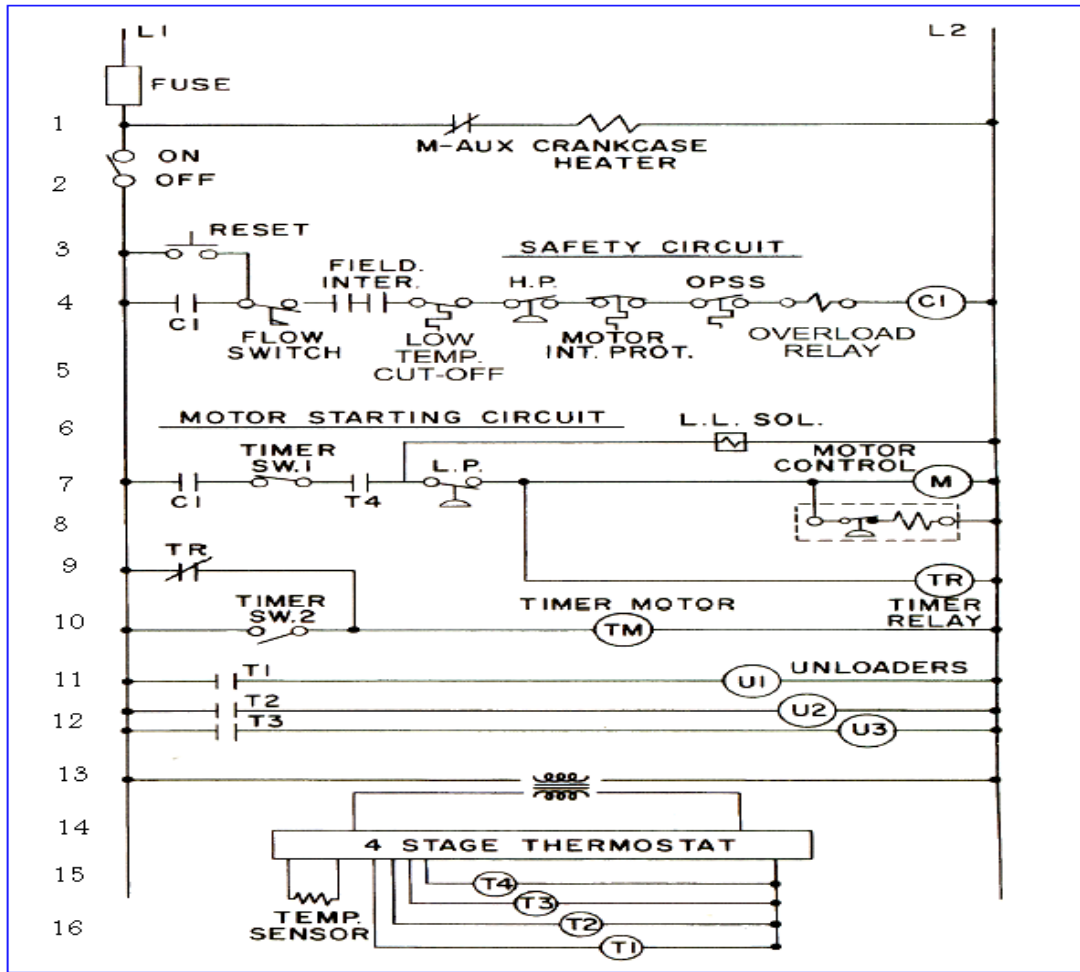 L1
L2
FUSE
1
M-AUX CRANKCASE
HEATER
ON
OFF
2
RESET
3
SAFETY CIRCUIT
FIELD.
INTER.
H.P.
OPSS
4
C1
C1
FLOW
SWITCH
LOW
TEMP.
CUT-OFF
MOTOR
INT. PROT.
OVERLOAD
RELAY
5
MOTOR STARTING CIRCUIT
6
L.L. SOL.
TIMER
SW.1
L.P.
MOTOR
CONTROL
7
M
C1
T4
8
TR
9
TR
TIMER
SW.2
TIMER MOTOR
TIMER
RELAY
10
TM
T1
UNLOADERS
11
U1
T2
U2
12
T3
U3
13
14
4 STAGE THERMOSTAT
15
T4
T3
TEMP.
SENSOR
16
T2
T1